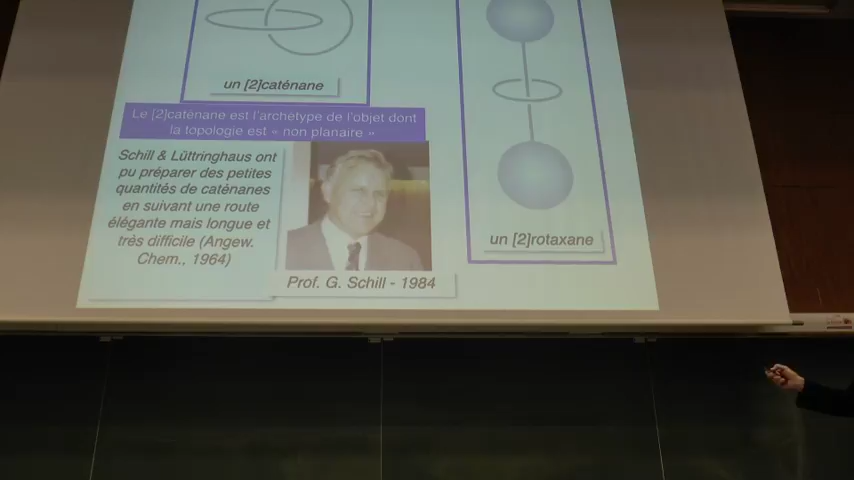 un [2]caténane
Le [2]caténane est l'archétype de l'objet dont
la topologie est « non planaire »
Schill & Lüttringhaus ont
pu préparer des petites
quantités de caténanes
en suivant une route
élégante mais longue et
très difficile (Angew.
Chem., 1964)
Prof. G. Schill - 1984
un [2]rotaxane